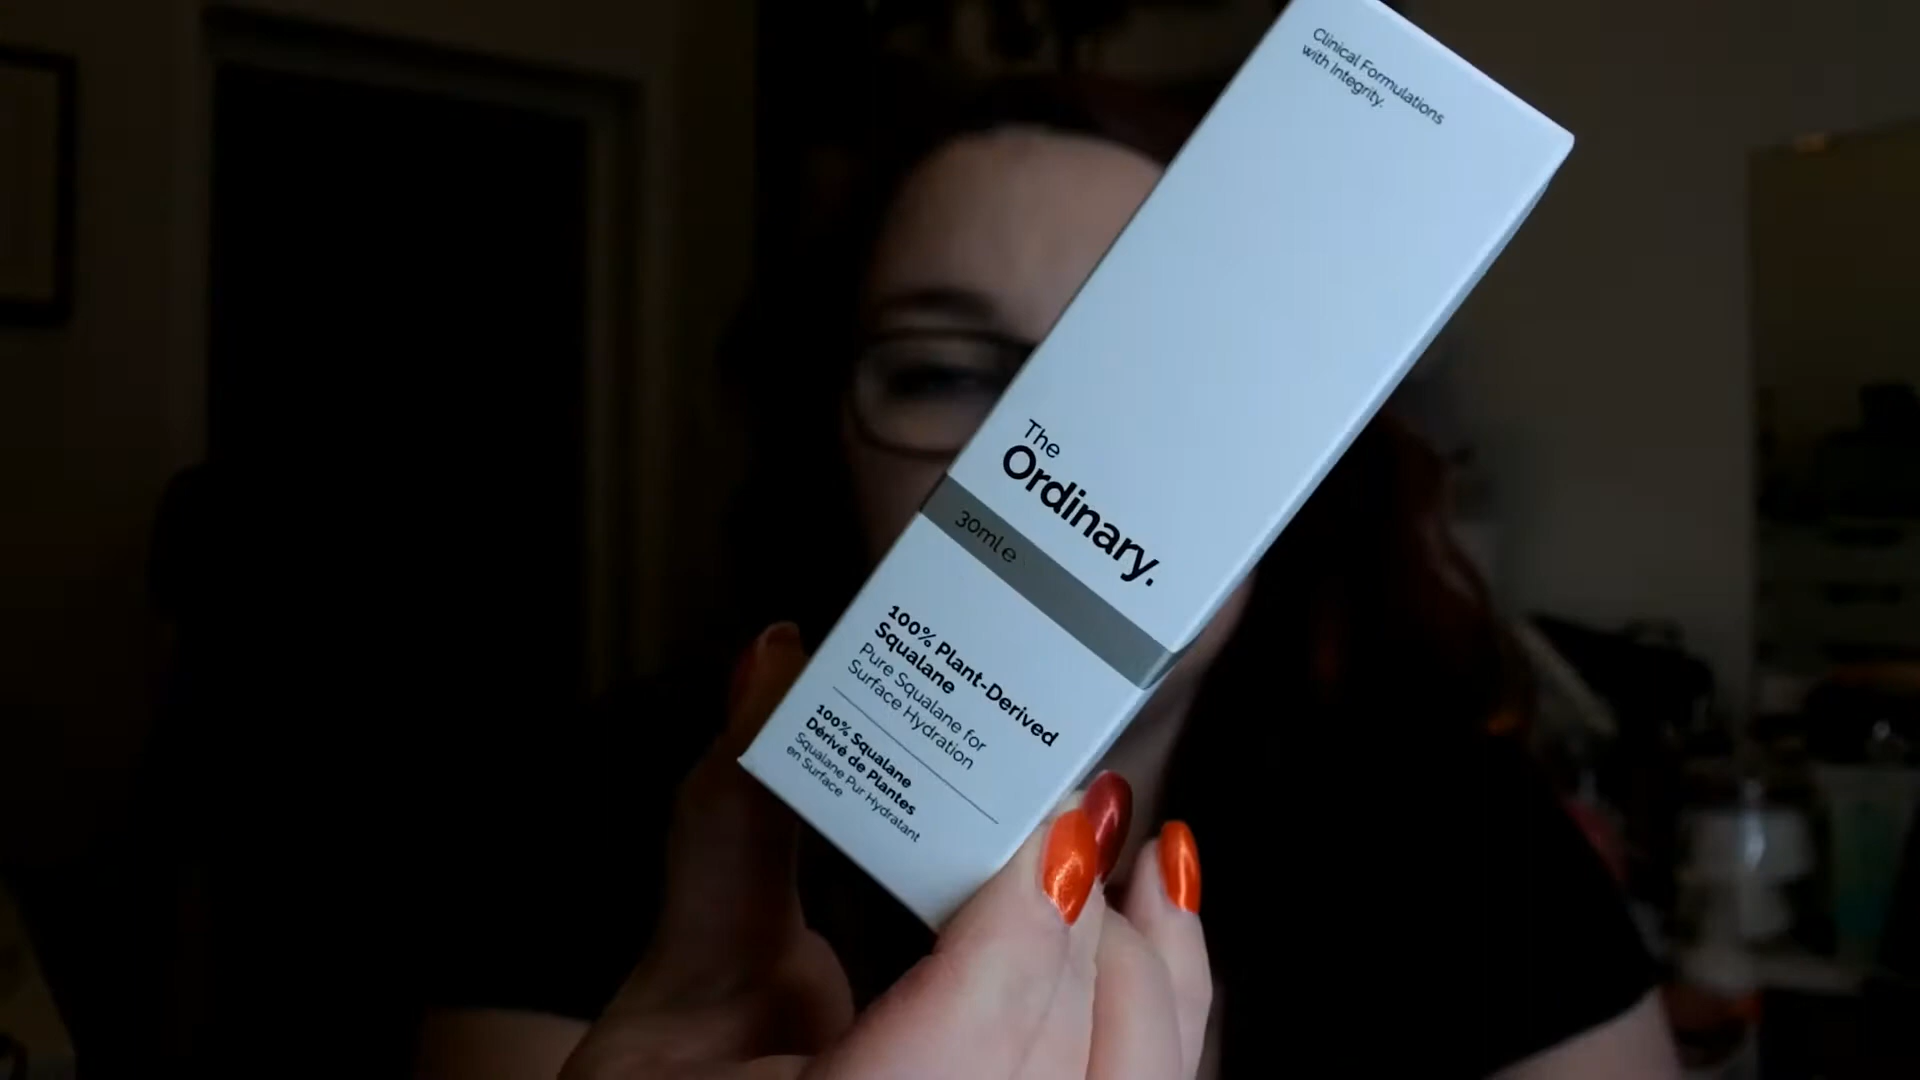 Clinical Formulations
with Integrity.
The
Ordinary.
30ml e
100% Plant-Derived
Squalane
Pure Squalane for
Surface Hydration
100% Squalane
Dérivé de Plantes
Squalane Pur Hydratant
en Surface